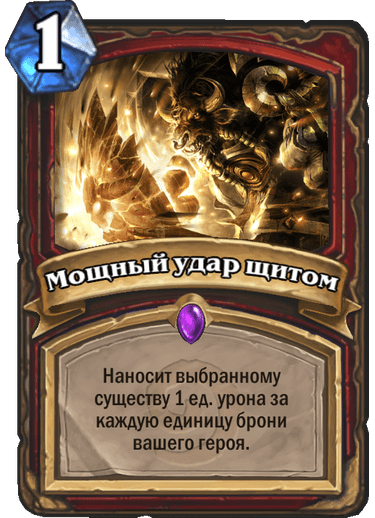 1
Мощный удар щитом
Наносит выбранному
существу 1 ед. урона за
каждую единицу брони
вашего героя.